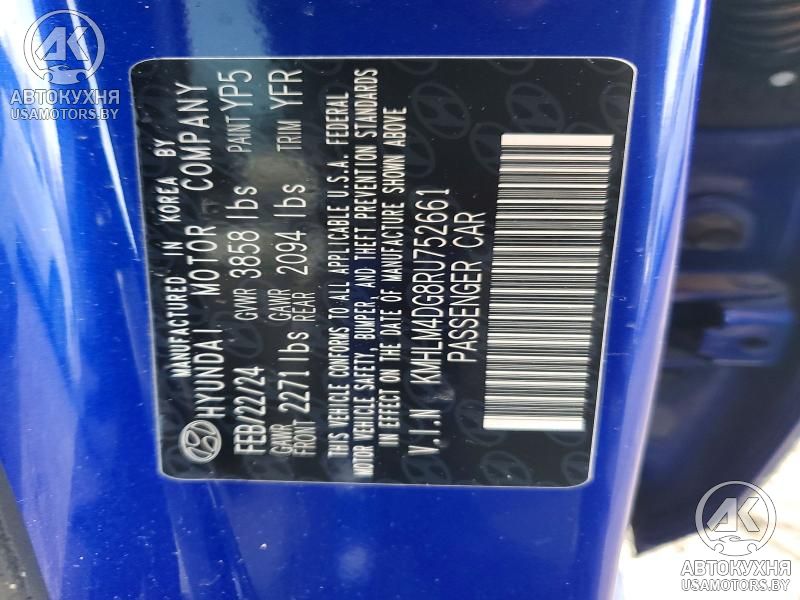 MANUFACTURED IN KOREA BY
HYUNDAI MOTOR COMPANY
FEB/22/24 GVWR 3858 lbs PAINT YP5
GAWR FRONT 2271 lbs GAWR REAR 2094 lbs TRIM YFR
THIS VEHICLE CONFORMS TO ALL APPLICABLE U.S.A. FEDERAL
MOTOR VEHICLE SAFETY, BUMPER, AND THEFT PREVENTION STANDARDS
IN EFFECT ON THE DATE OF MANUFACTURE SHOWN ABOVE
V.I.N KMHLM4DG8RU752661
PASSENGER CAR
АК
АВТОКУХНЯ
USAMOTORS.BY
АК
АВТОКУХНЯ
USAMOTORS.BY